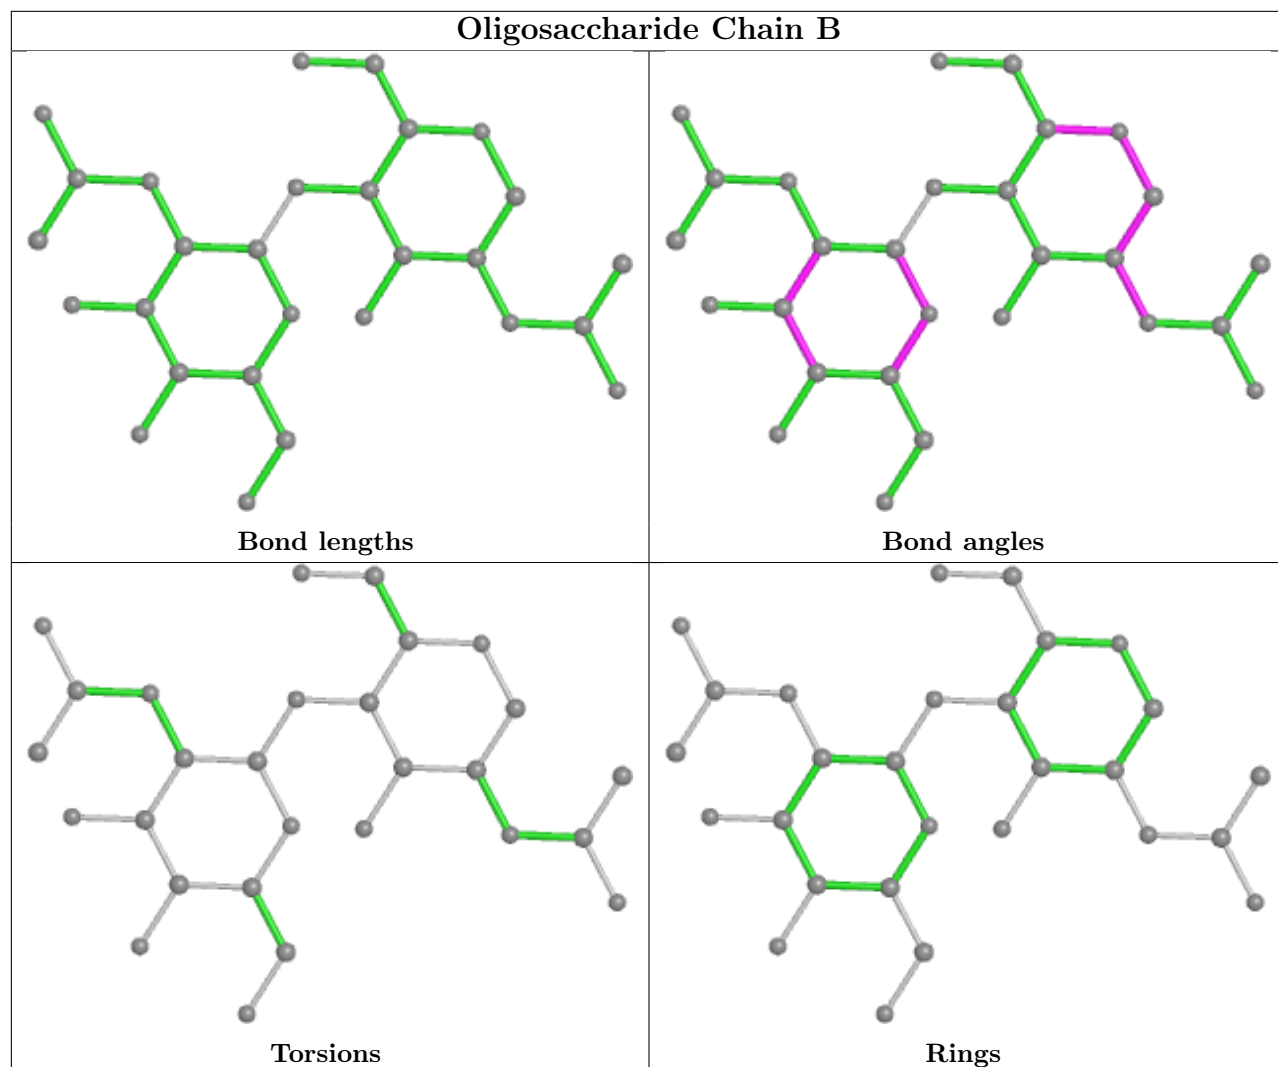 Oligosaccharide Chain B
Bond lengths
Bond angles
Torsions
Rings